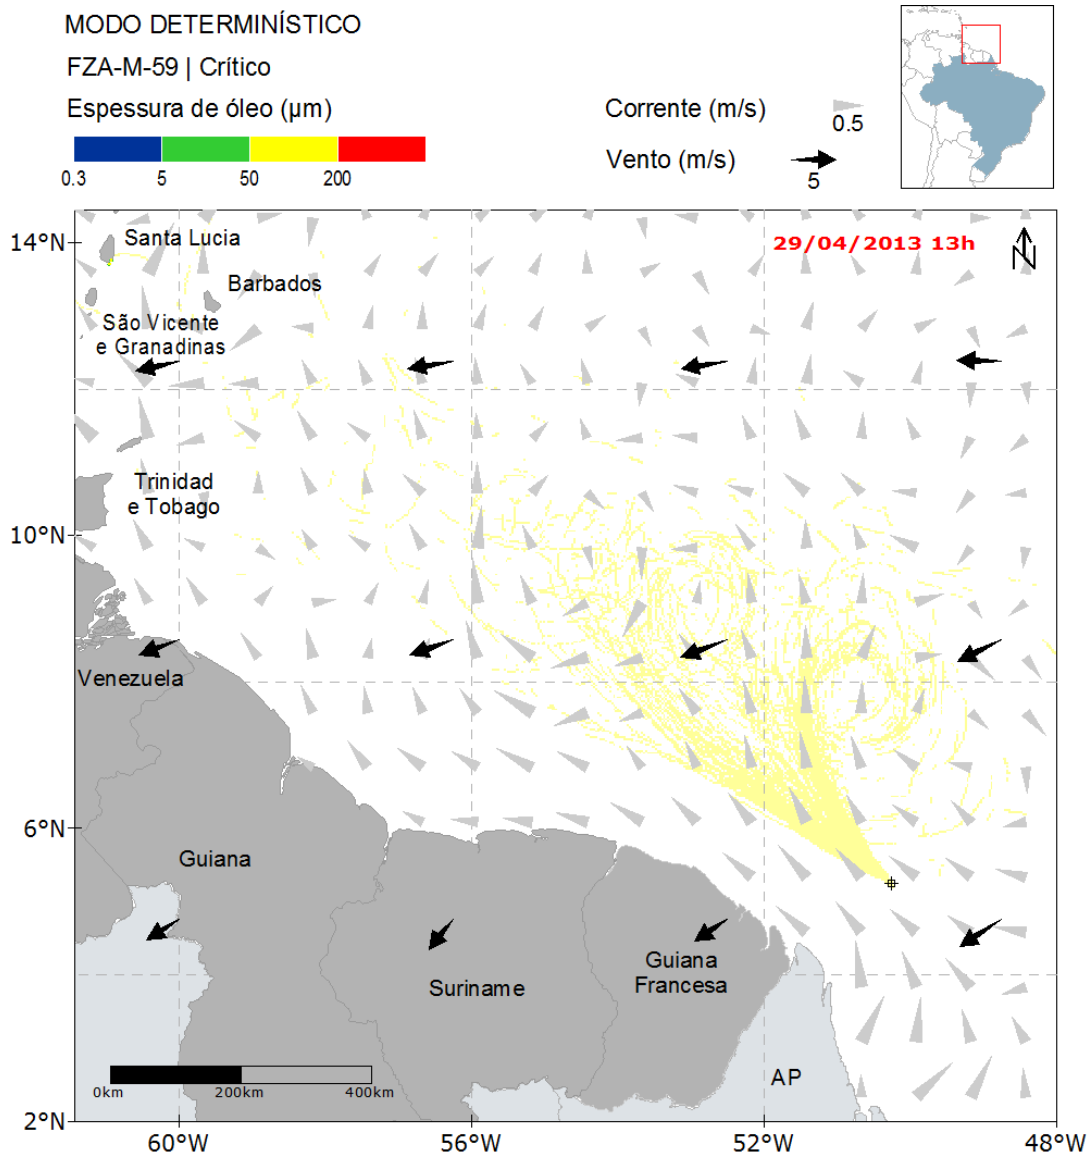 MODO DETERMINÍSTICO
FZA-M-59 | Crítico
Espessura de óleo (µm)
0.3 5 50 200
Corrente (m/s)
0.5
Vento (m/s)
5
29/04/2013 13h
N
14°N
10°N
6°N
2°N
Santa Lucia
Barbados
São Vicente
e Granadinas
Trinidad
e Tobago
Venezuela
Guiana
Suriname
Guiana
Francesa
AP
0km 200km 400km
60°W 56°W 52°W 48°W